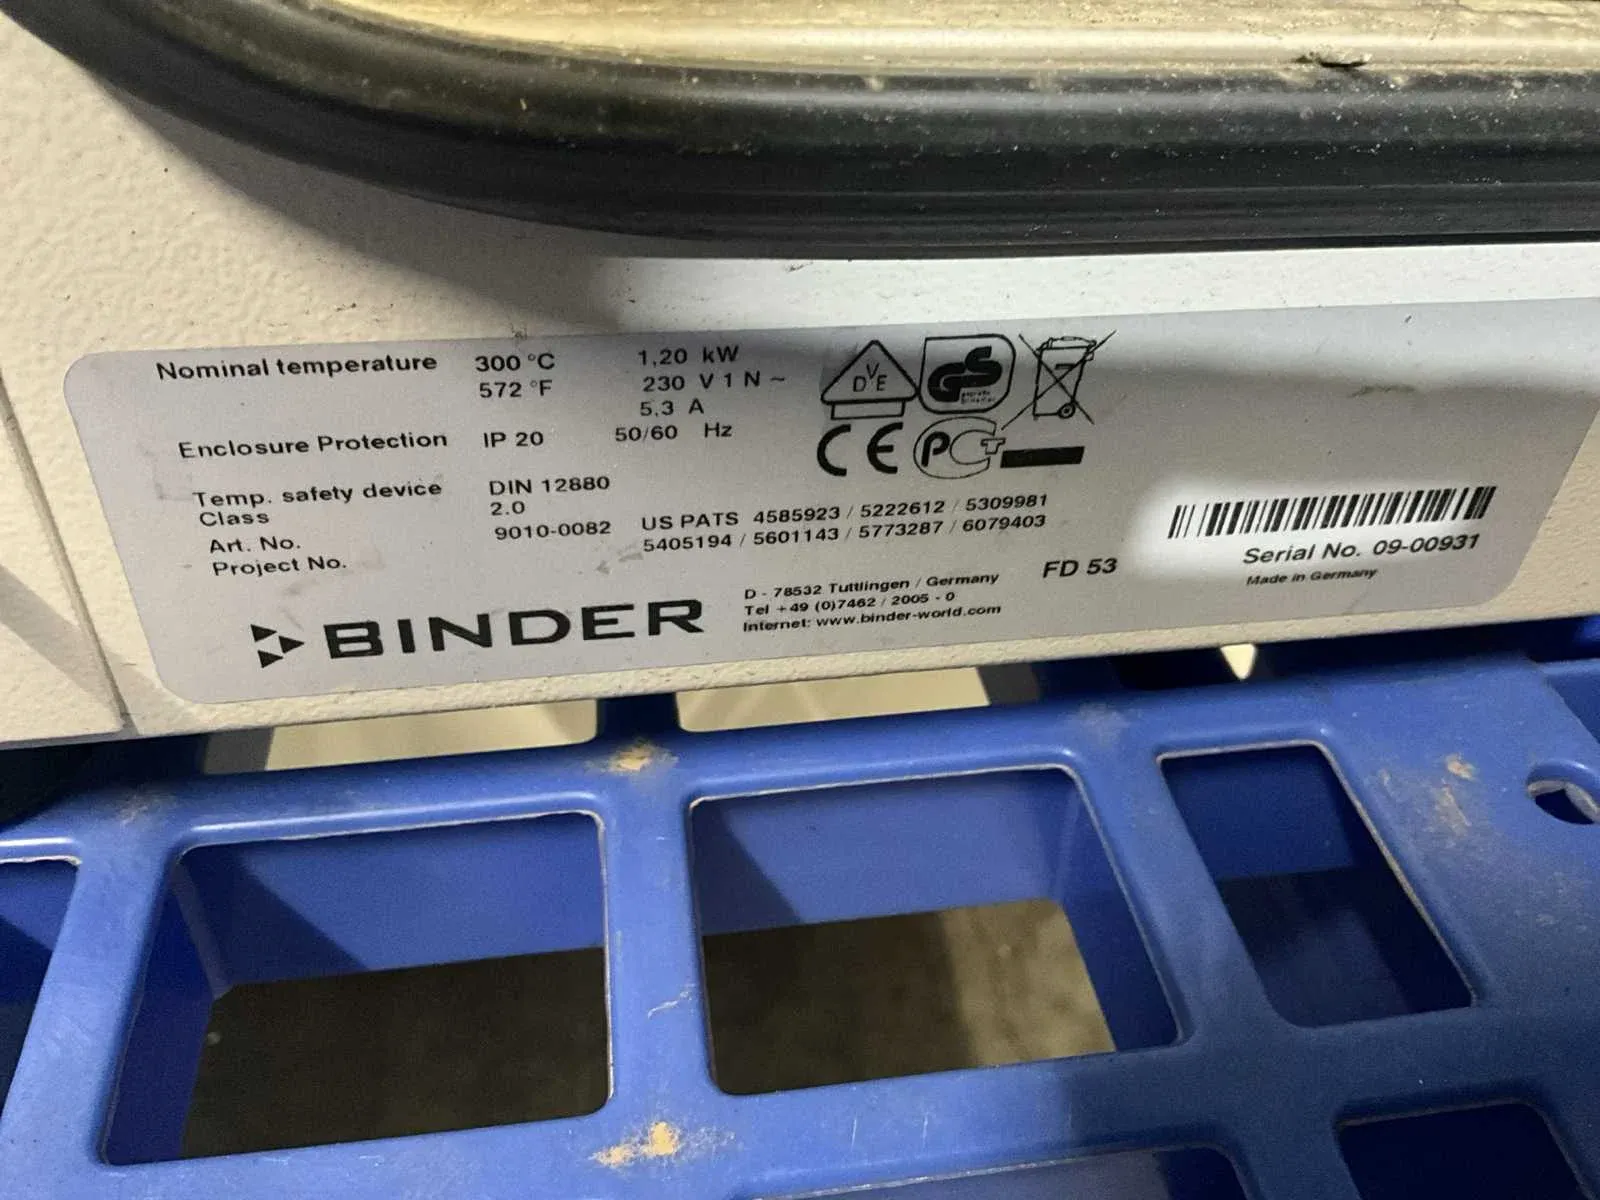 Nominal temperature 300 °C 1,20 kW
572 °F 230 V 1 N ~
5,3 A
Enclosure Protection IP 20 50/60 Hz
Temp. safety device DIN 12880
Class 2.0
Art. No. 9010-0082
Project No.
US PATS 4585923 / 5222612 / 5309981
5405194 / 5601143 / 5773287 / 6079403
DVE
GS
CE PCT
Serial No. 09-00931
Made in Germany
FD 53
BINDER
D - 78532 Tuttlingen / Germany
Tel +49 (0)7462 / 2005 - 0
Internet: www.binder-world.com